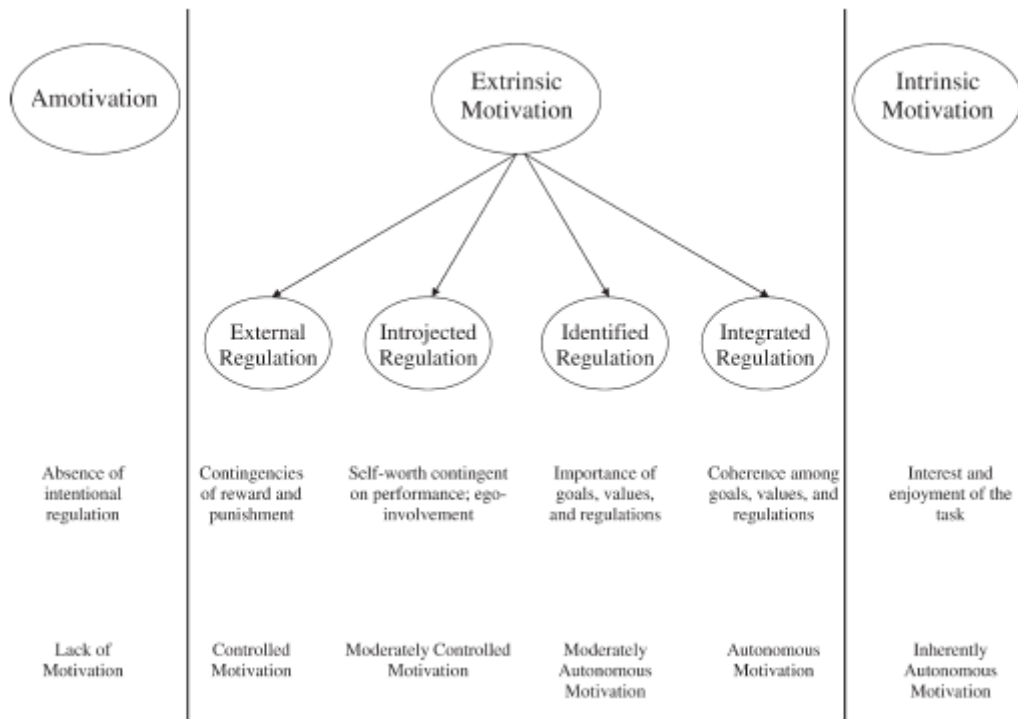 Amotivation
Extrinsic
Motivation
Intrinsic
Motivation
External
Regulation
Introjected
Regulation
Identified
Regulation
Integrated
Regulation
Absence of
intentional
regulation
Contingencies
of reward and
punishment
Self-worth contingent
on performance; ego-
involvement
Importance of
goals, values,
and regulations
Coherence among
goals, values, and
regulations
Interest and
enjoyment of the
task
Lack of
Motivation
Controlled
Motivation
Moderately Controlled
Motivation
Moderately
Autonomous
Motivation
Autonomous
Motivation
Inherently
Autonomous
Motivation